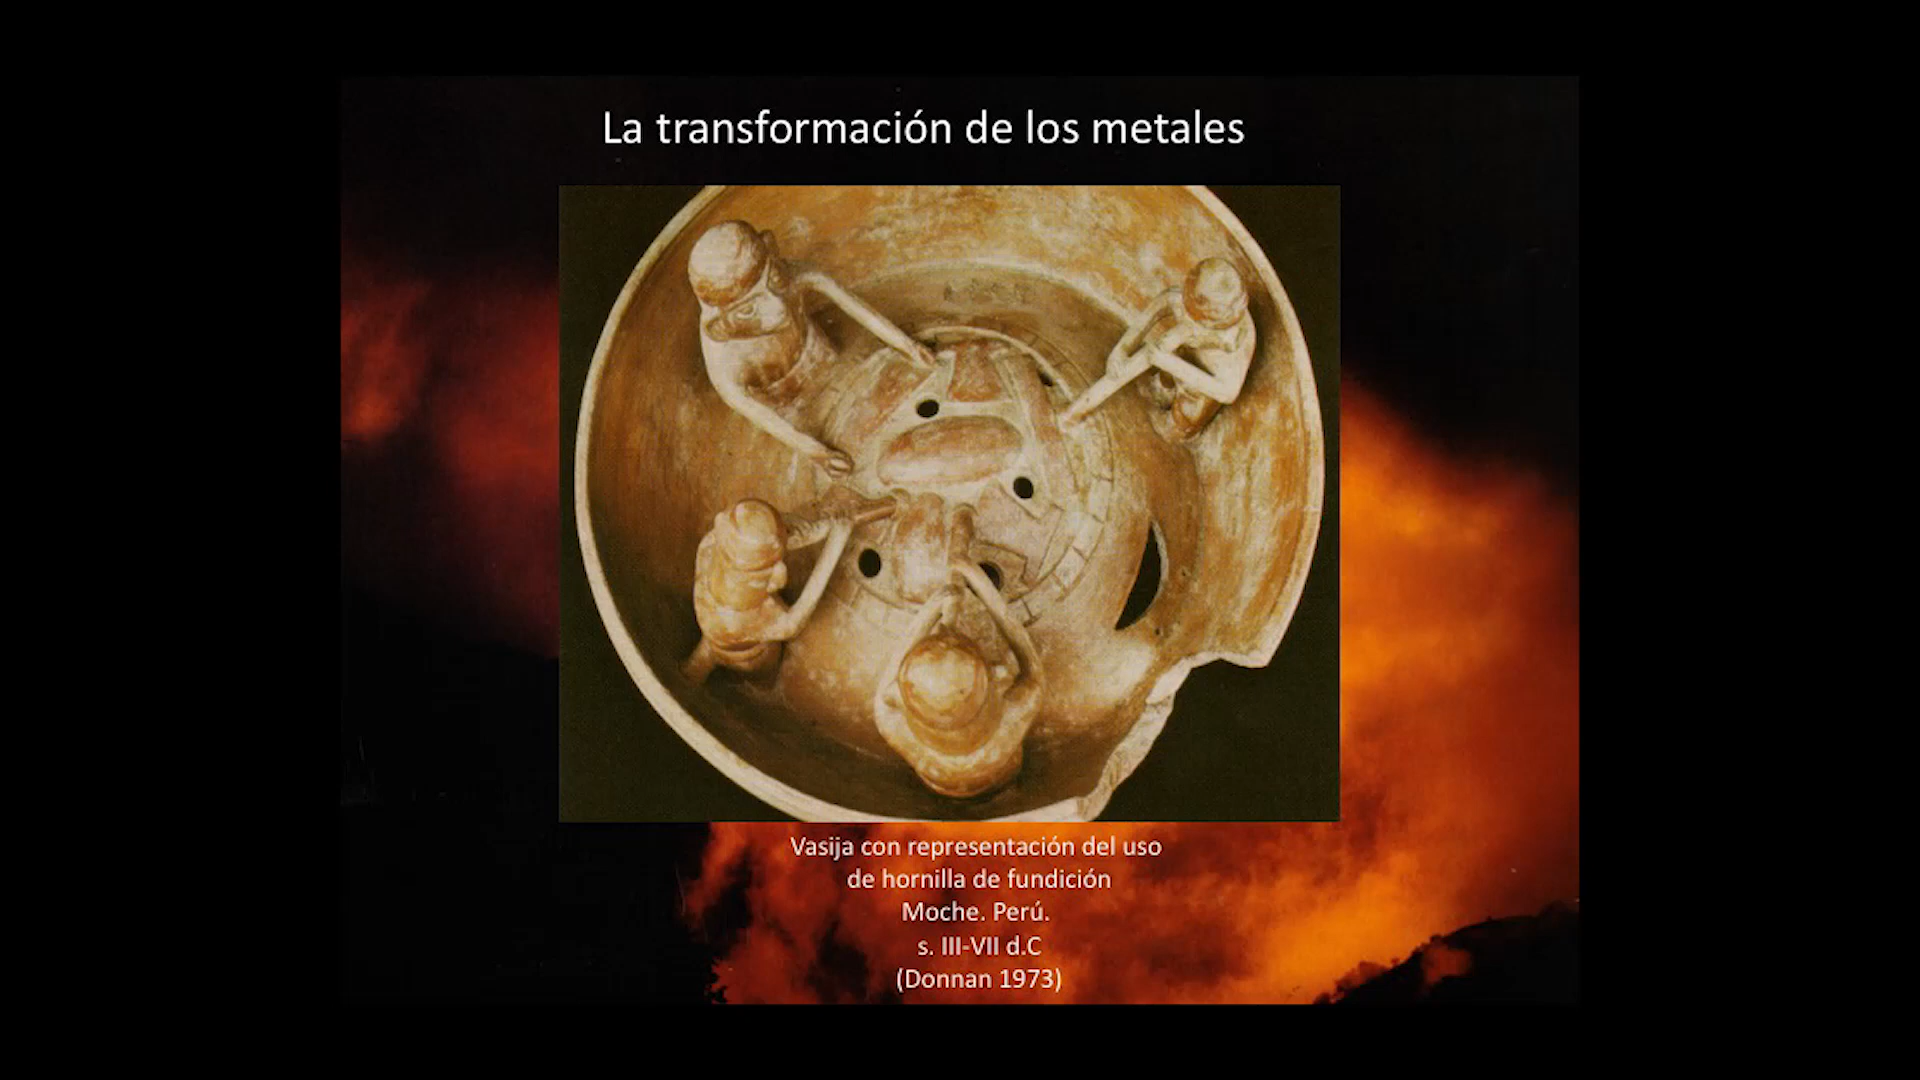 La transformación de los metales
Vasija con representación del uso
de hornilla de fundición
Moche. Perú.
s. III-VII d.C
(Donnan 1973)